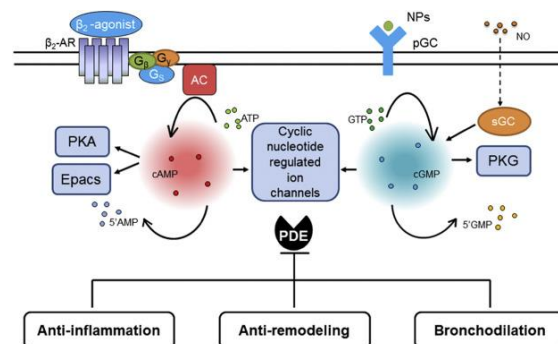 β₂-agonist
β₂-AR
Gβ
Gγ
GS
AC
NPs
pGC
NO
ATP
GTP
sGC
PKA
Epacs
cAMP
Cyclic
nucleotide
regulated
ion
channels
cGMP
PKG
5'AMP
5'GMP
PDE
Anti-inflammation
Anti-remodeling
Bronchodilation